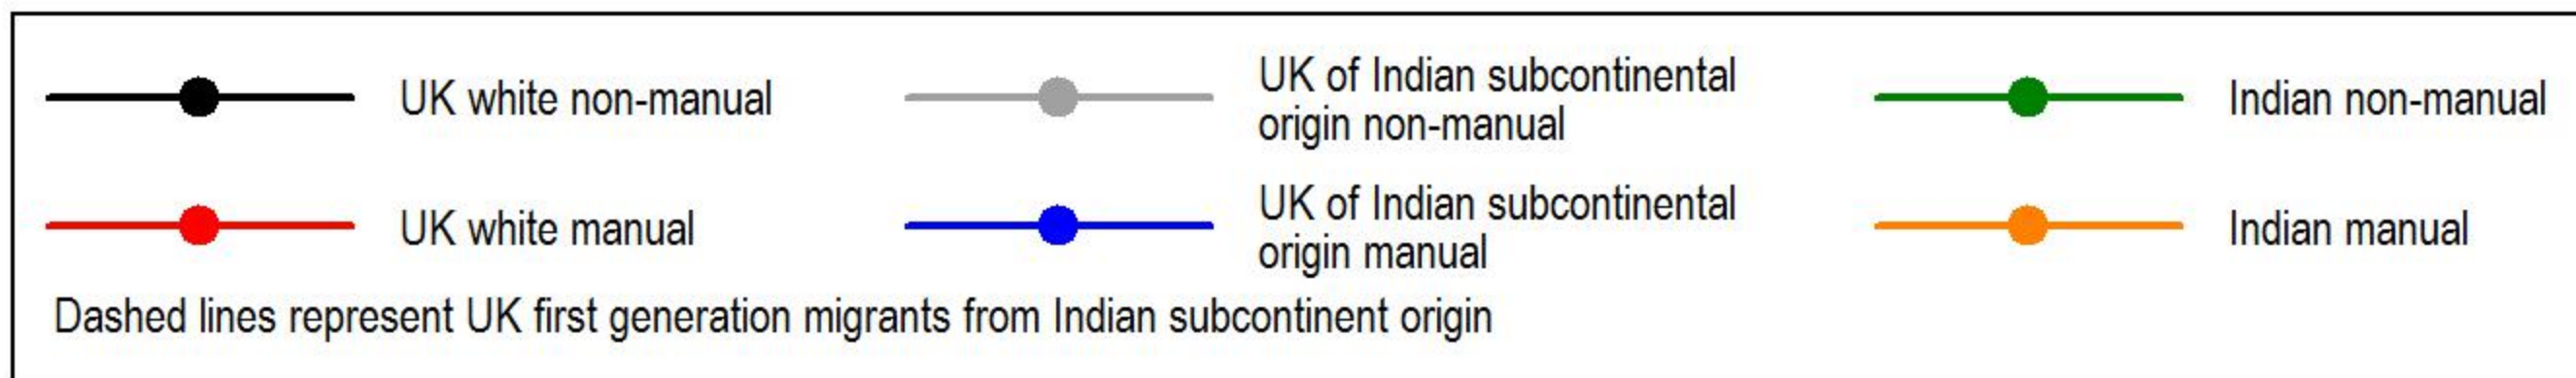 UK white non-manual
UK of Indian subcontinental
origin non-manual
Indian non-manual
UK white manual
UK of Indian subcontinental
origin manual
Indian manual
Dashed lines represent UK first generation migrants from Indian subcontinent origin